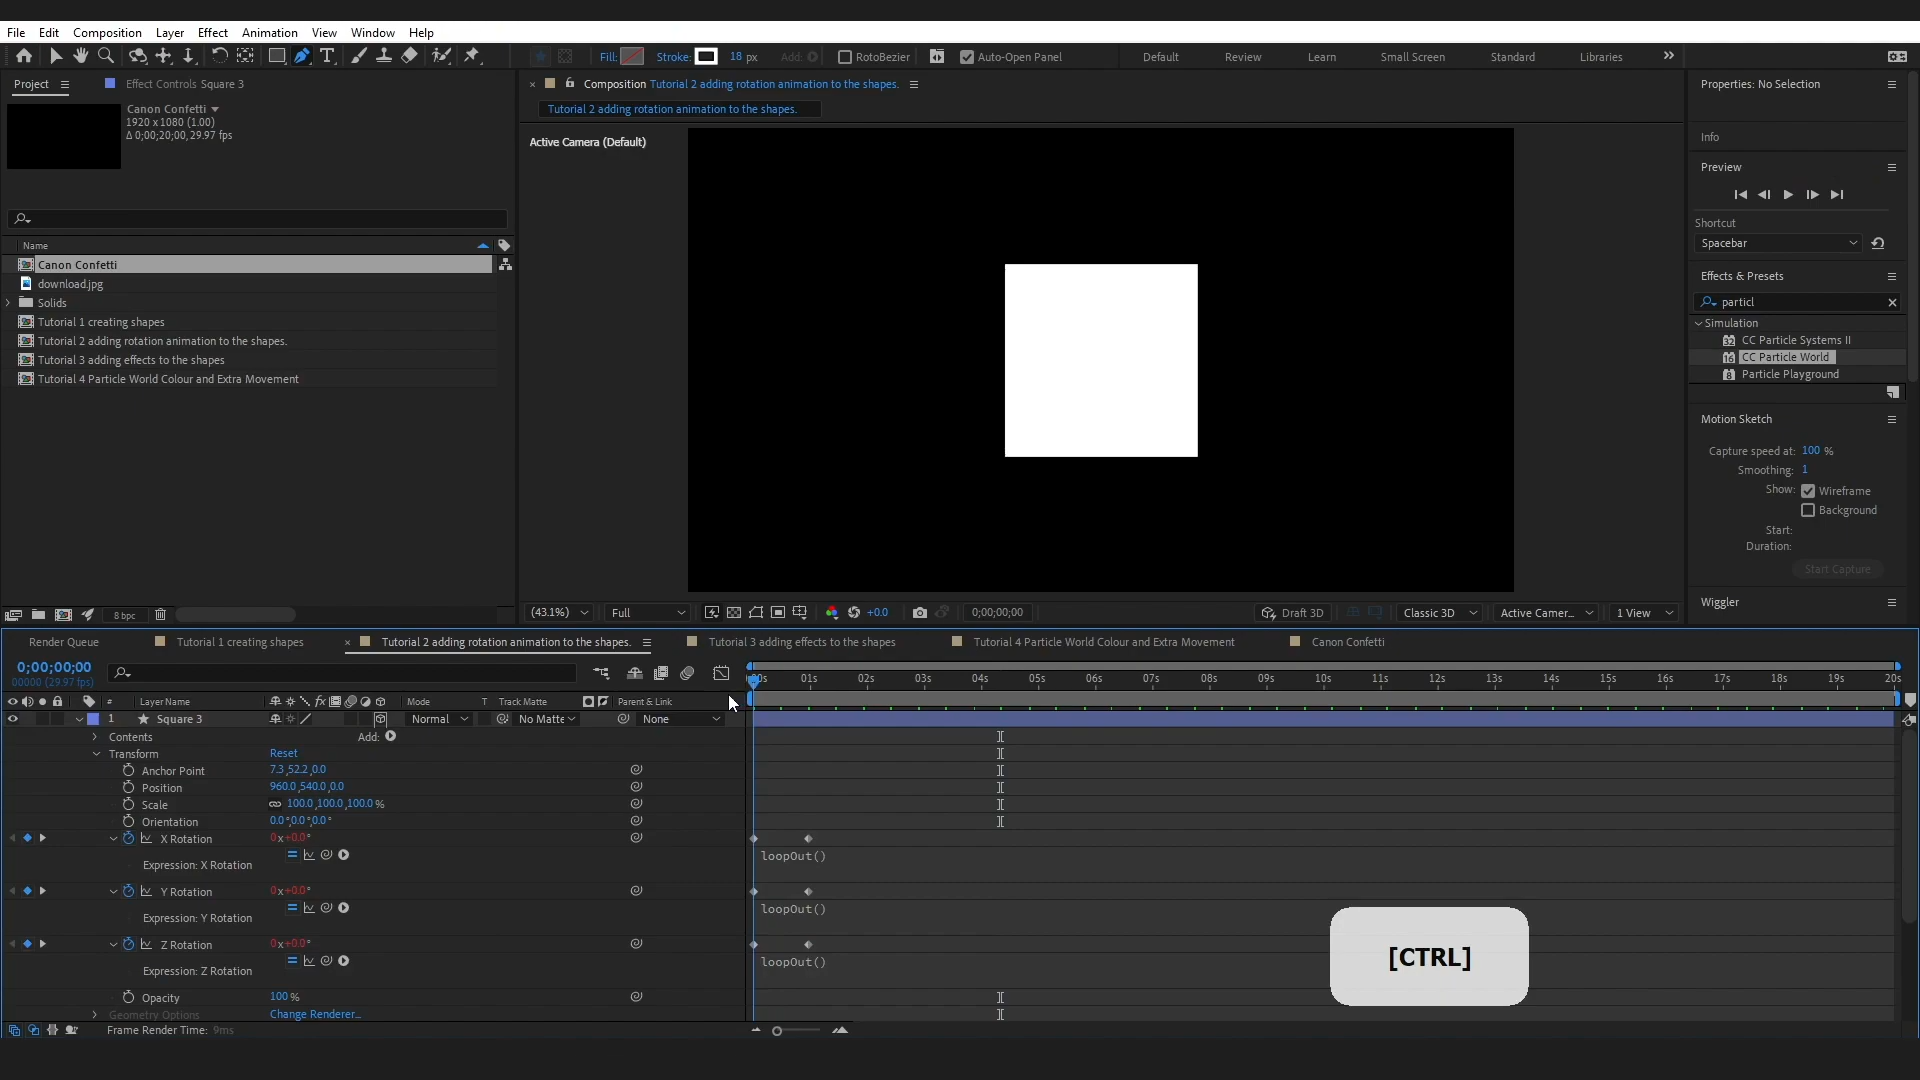 File Edit Composition Layer Effect Animation View Window Help
Fill: Stroke: 18 px Add: RotoBezier Auto-Open Panel Default Review Learn Small Screen Standard Libraries »
Project Effect Controls Square 3
Canon Confetti
1920 x 1080 (1.00)
Δ 0;00;20;00, 29.97 fps
Name
Canon Confetti
download.jpg
Solids
Tutorial 1 creating shapes
Tutorial 2 adding rotation animation to the shapes.
Tutorial 3 adding effects to the shapes
Tutorial 4 Particle World Colour and Extra Movement
8 bpc
× Composition Tutorial 2 adding rotation animation to the shapes.
Tutorial 2 adding rotation animation to the shapes.
Active Camera (Default)
(43.1%) Full +0.0 0;00;00;00 Draft 3D Classic 3D Active Camer... 1 View
Properties: No Selection
Info
Preview
Shortcut
Spacebar
Effects & Presets
particl
Simulation
32 CC Particle Systems II
16 CC Particle World
8 Particle Playground
Motion Sketch
Capture speed at: 100 %
Smoothing: 1
Show: Wireframe
Background
Start:
Duration:
Start Capture
Wiggler
Render Queue Tutorial 1 creating shapes × Tutorial 2 adding rotation animation to the shapes. Tutorial 3 adding effects to the shapes Tutorial 4 Particle World Colour and Extra Movement Canon Confetti
0;00;00;00
00000 (29.97 fps)
:00s 01s 02s 03s 04s 05s 06s 07s 08s 09s 10s 11s 12s 13s 14s 15s 16s 17s 18s 19s 20s
# Layer Name fx Mode T Track Matte Parent & Link
1 Square 3 Normal No Matte None
Contents Add:
Transform Reset
Anchor Point 7.3,52.2,0.0
Position 960.0,540.0,0.0
Scale 100.0,100.0,100.0%
Orientation 0.0°,0.0°,0.0°
X Rotation 0x+0.0°
Expression: X Rotation loopOut()
Y Rotation 0x+0.0°
Expression: Y Rotation loopOut()
Z Rotation 0x+0.0°
Expression: Z Rotation loopOut()
Opacity 100%
Geometry Options Change Renderer...
Frame Render Time: 9ms
[CTRL]